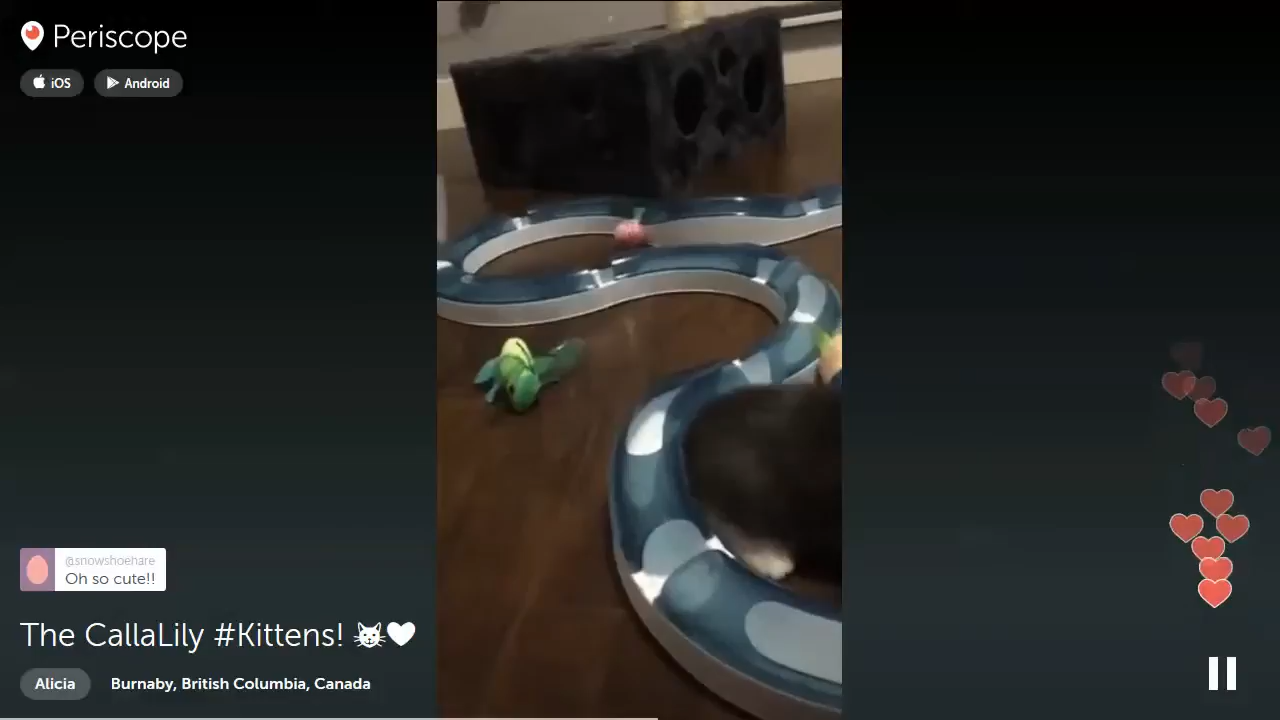 Periscope
iOS
Android
@snowshoehare
Oh so cute!!
The CallaLily #Kittens!
Alicia
Burnaby, British Columbia, Canada